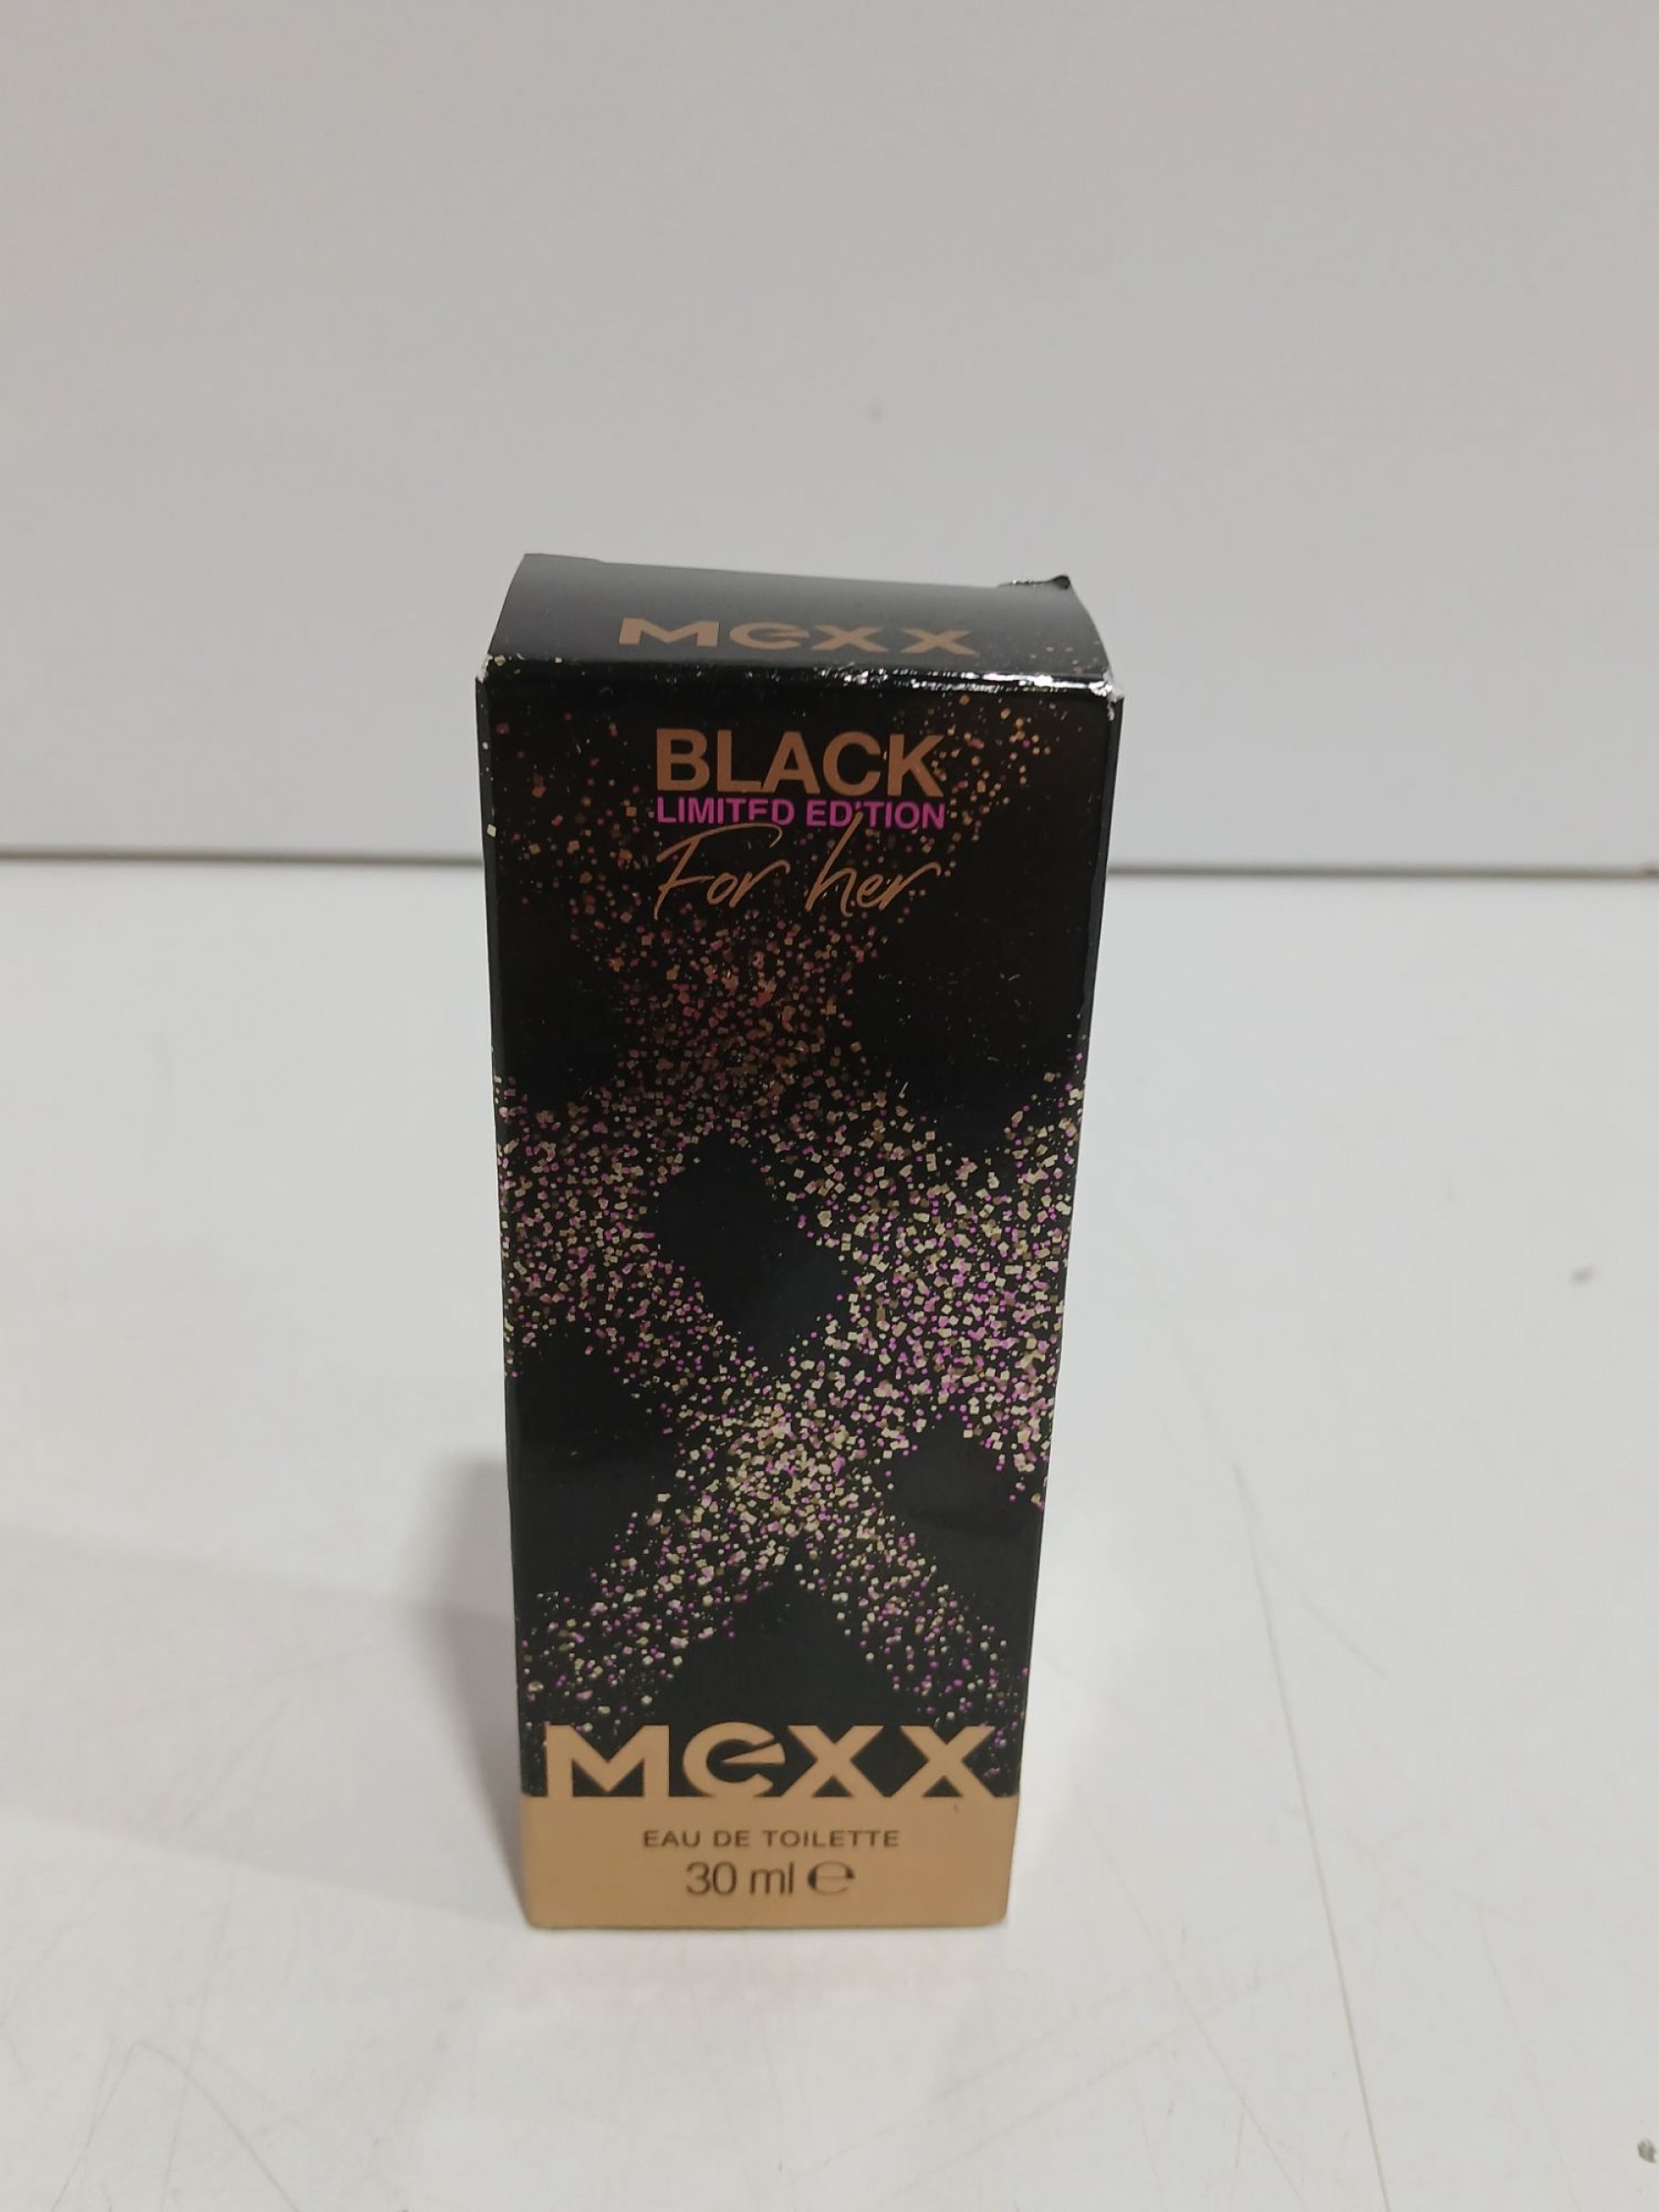 mexx
BLACK
LIMITED EDITION
For her
mexx
EAU DE TOILETTE
30 ml ℮